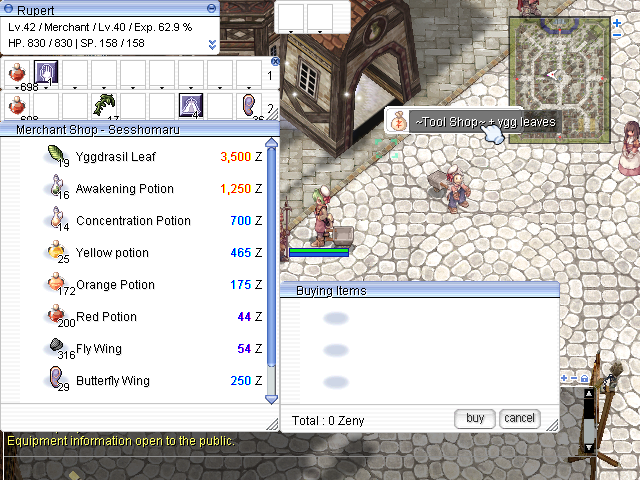 Rupert
Lv.42 / Merchant / Lv.40 / Exp. 62.9 %
HP. 830 / 830 | SP. 158 / 158
698
1
698
17
4
36
2
Merchant Shop - Sesshomaru
19 Yggdrasil Leaf 3,500 Z
16 Awakening Potion 1,250 Z
14 Concentration Potion 700 Z
25 Yellow potion 465 Z
172 Orange Potion 175 Z
200 Red Potion 44 Z
316 Fly Wing 54 Z
29 Butterfly Wing 250 Z
~Tool Shop~ + ygg leaves
Buying Items
Total : 0 Zeny
buy
cancel
Equipment information open to the public.